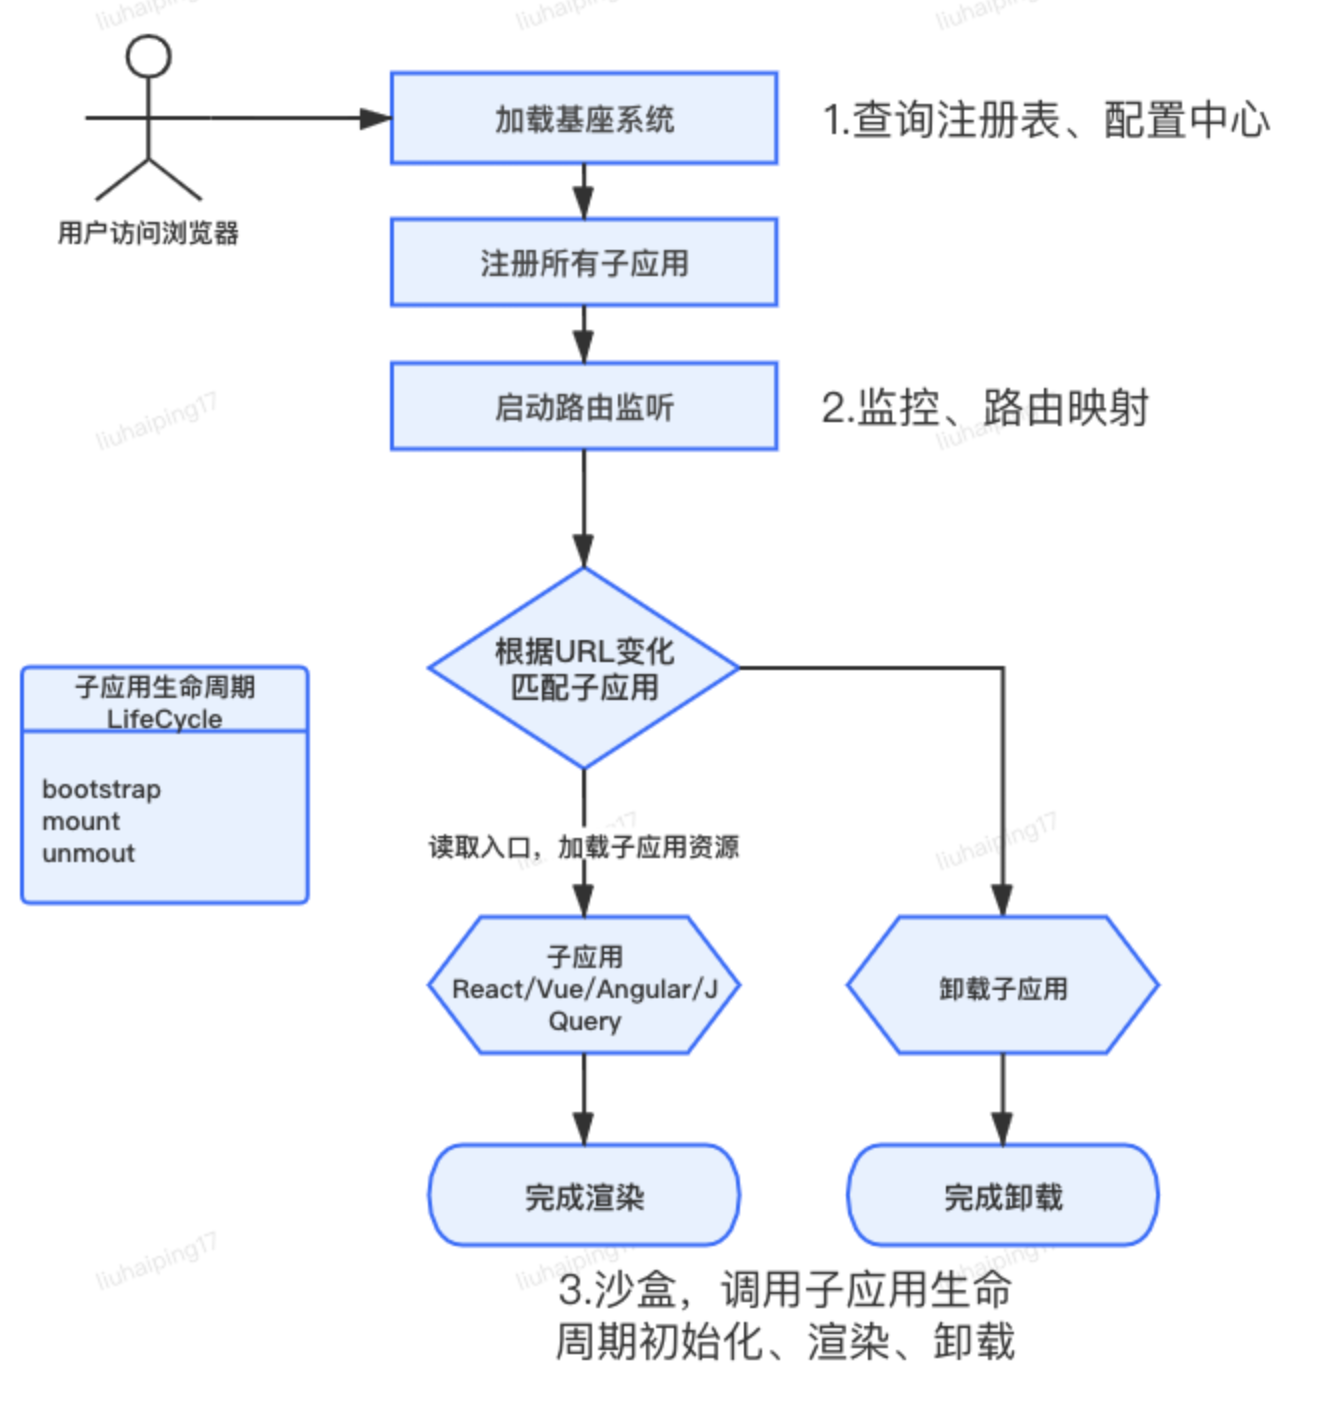 用户访问浏览器
加载基座系统
1.查询注册表、配置中心
注册所有子应用
启动路由监听
2.监控、路由映射
根据URL变化
匹配子应用
子应用生命周期
LifeCycle
bootstrap
mount
unmout
读取入口，加载子应用资源
子应用
React/Vue/Angular/J
Query
卸载子应用
完成渲染
完成卸载
3.沙盒，调用子应用生命
周期初始化、渲染、卸载
liuhaiping17
liuhaiping17
liuhaiping17